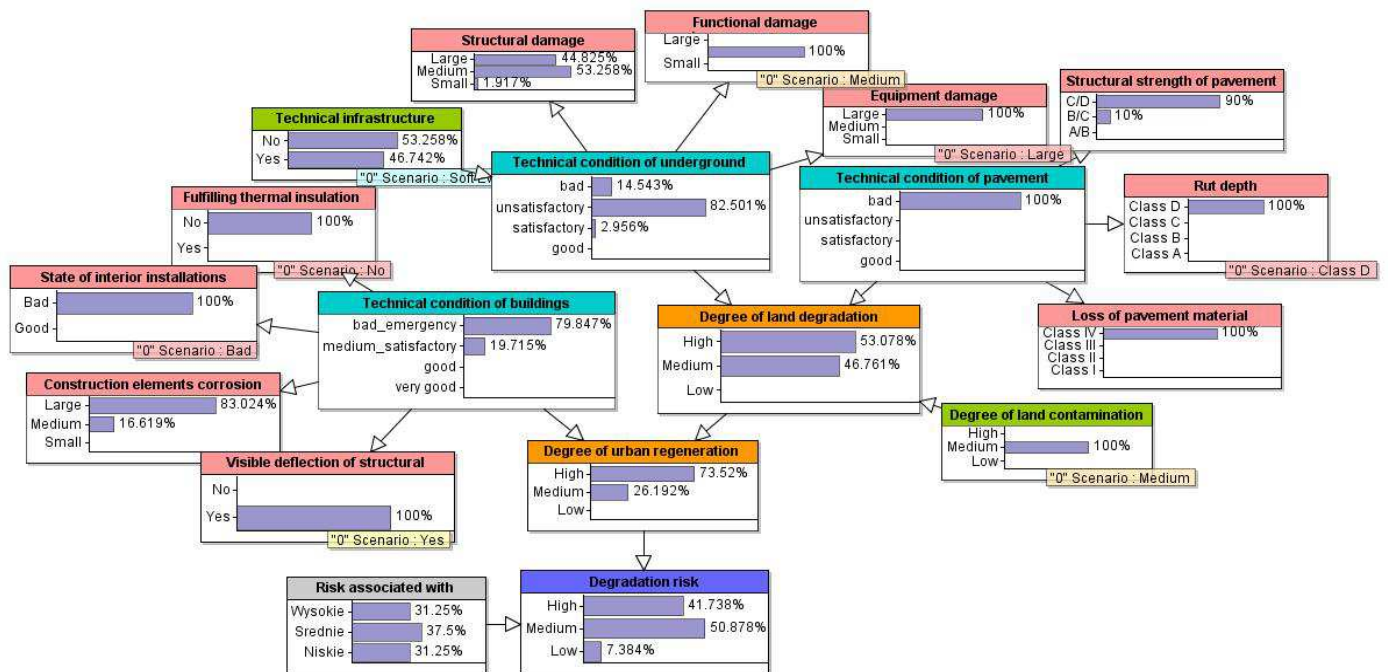 Structural damage
Large
44.825%
Medium
53.258%
Small
1.917%
Functional damage
Large
100%
Small
"0" Scenario : Medium
Technical infrastructure
No
53.258%
Yes
46.742%
"0" Scenario : Soft Ev
Equipment damage
Large
100%
Medium
Small
"0" Scenario : Large
Structural strength of pavement
C/D
90%
B/C
10%
A/B
Technical condition of underground
bad
14.543%
unsatisfactory
82.501%
satisfactory
2.956%
good
Technical condition of pavement
bad
100%
unsatisfactory
satisfactory
good
Rut depth
Class D
100%
Class C
Class B
Class A
"0" Scenario : Class D
Fulfilling thermal insulation
No
100%
Yes
"0" Scenario : No
State of interior installations
Bad
100%
Good
"0" Scenario : Bad
Technical condition of buildings
bad_emergency
79.847%
medium_satisfactory
19.715%
good
very good
Degree of land degradation
High
53.078%
Medium
46.761%
Low
Loss of pavement material
Class IV
100%
Class III
Class II
Class I
Construction elements corrosion
Large
83.024%
Medium
16.619%
Small
Degree of land contamination
High
Medium
100%
Low
"0" Scenario : Medium
Visible deflection of structural
No
Yes
100%
"0" Scenario : Yes
Degree of urban regeneration
High
73.52%
Medium
26.192%
Low
Risk associated with
Wysokie
31.25%
Srednie
37.5%
Niskie
31.25%
Degradation risk
High
41.738%
Medium
50.878%
Low
7.384%